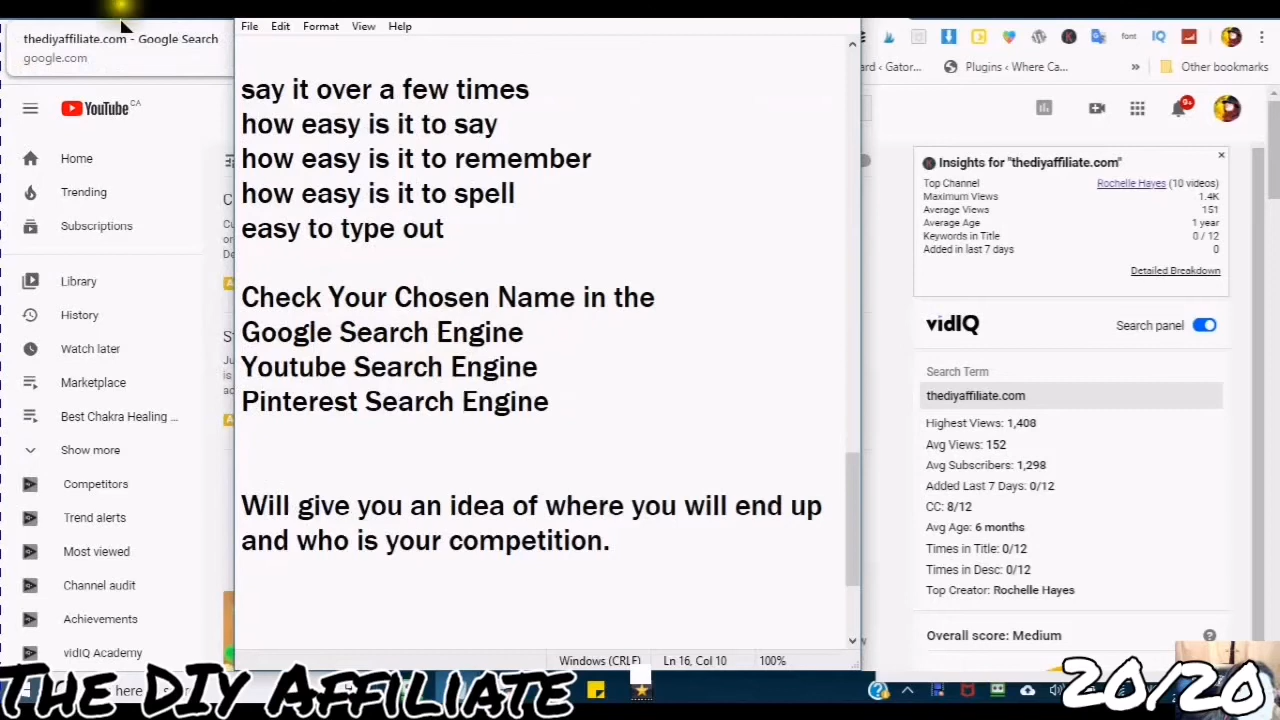 thediyaffiliate.com - Google Search
google.com
File Edit Format View Help
ard ‹ Gator...
Plugins ‹ Where Ca...
»
Other bookmarks
font
IQ
YouTube CA
9+
Home
Trending
Subscriptions
Library
History
Watch later
Marketplace
Best Chakra Healing ...
Show more
Competitors
Trend alerts
Most viewed
Channel audit
Achievements
vidIQ Academy
say it over a few times
how easy is it to say
how easy is it to remember
how easy is it to spell
easy to type out
Check Your Chosen Name in the
Google Search Engine
Youtube Search Engine
Pinterest Search Engine
Will give you an idea of where you will end up
and who is your competition.
Windows (CRLF) Ln 16, Col 10 100%
Insights for "thediyaffiliate.com"
Top Channel Rochelle Hayes (10 videos)
Maximum Views 1.4K
Average Views 151
Average Age 1 year
Keywords in Title 0 / 12
Added in last 7 days 0
Detailed Breakdown
vidIQ
Search panel
Search Term
thediyaffiliate.com
Highest Views: 1,408
Avg Views: 152
Avg Subscribers: 1,298
Added Last 7 Days: 0/12
CC: 8/12
Avg Age: 6 months
Times in Title: 0/12
Times in Desc: 0/12
Top Creator: Rochelle Hayes
Overall score: Medium
here
The DIY Affiliate
20/20